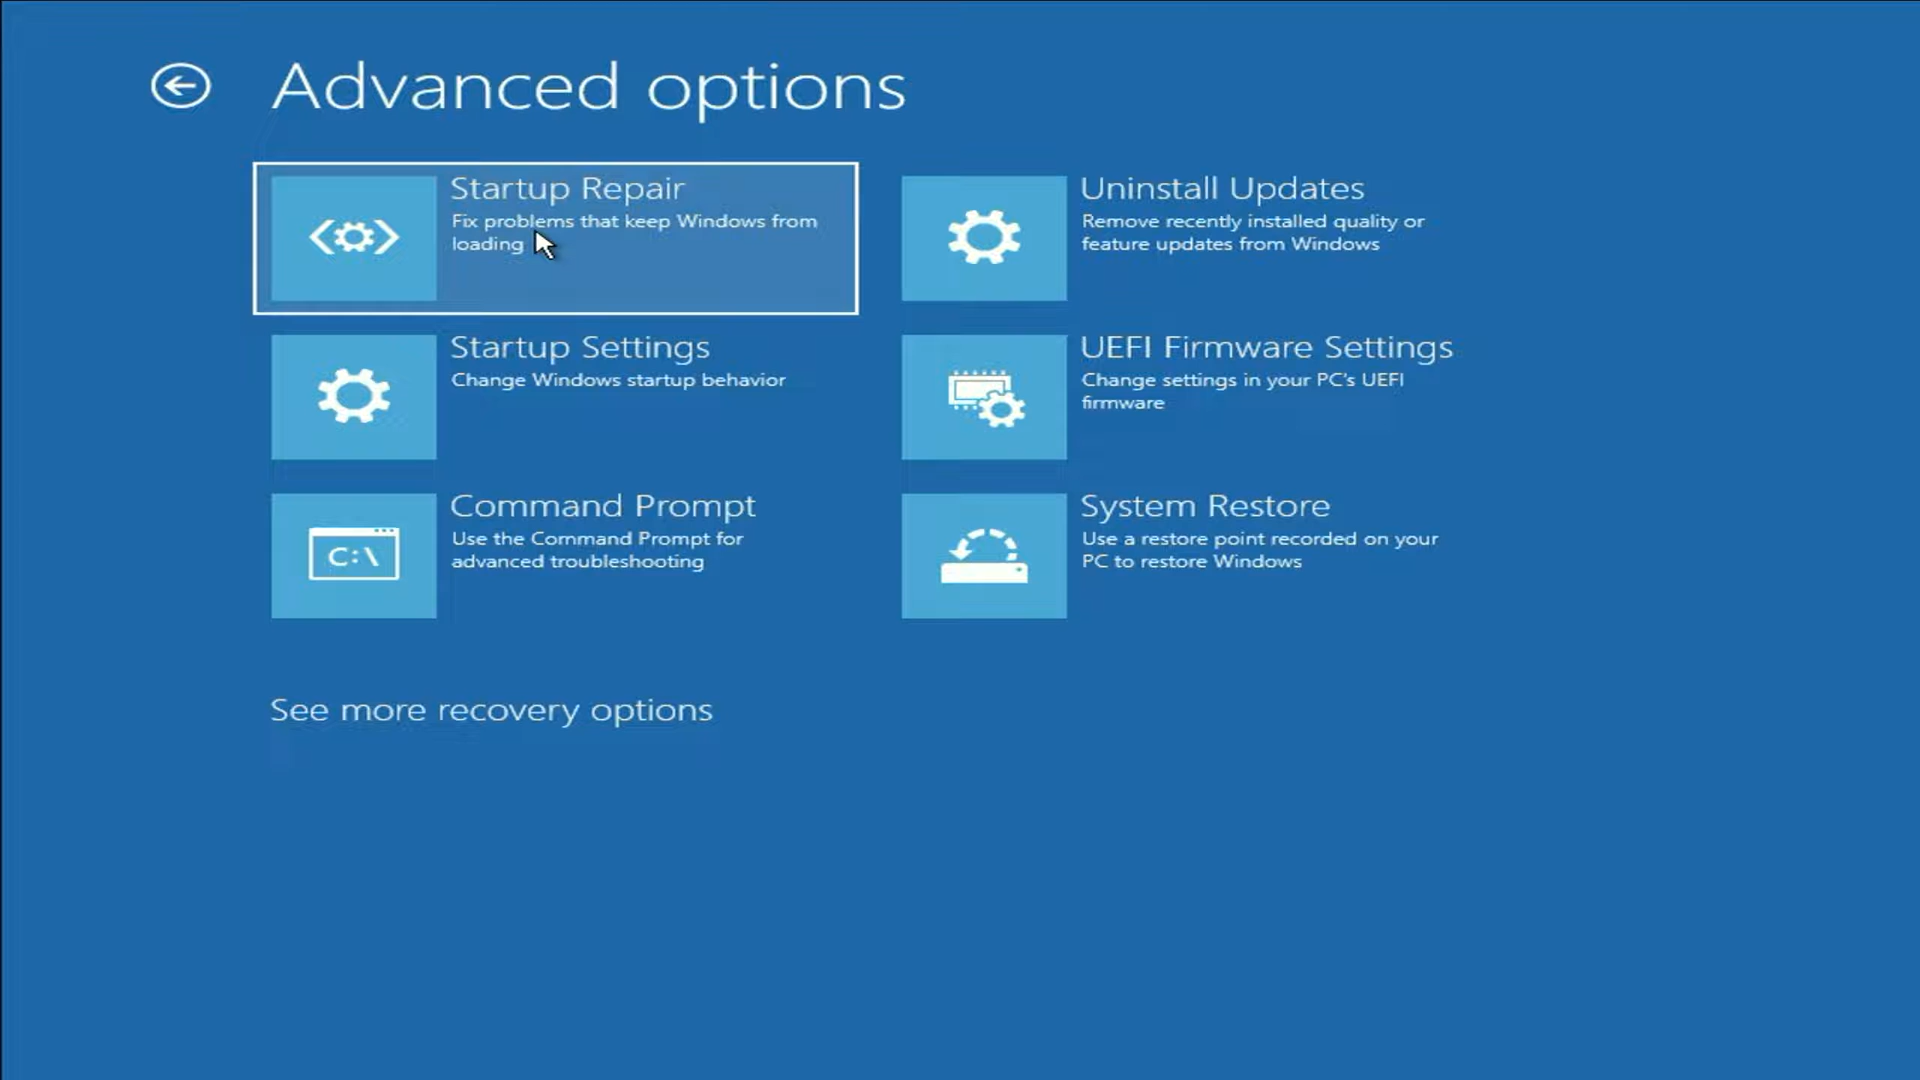 Advanced options
Startup Repair
Fix problems that keep Windows from
loading
Uninstall Updates
Remove recently installed quality or
feature updates from Windows
Startup Settings
Change Windows startup behavior
UEFI Firmware Settings
Change settings in your PC's UEFI
firmware
C:\
Command Prompt
Use the Command Prompt for
advanced troubleshooting
System Restore
Use a restore point recorded on your
PC to restore Windows
See more recovery options